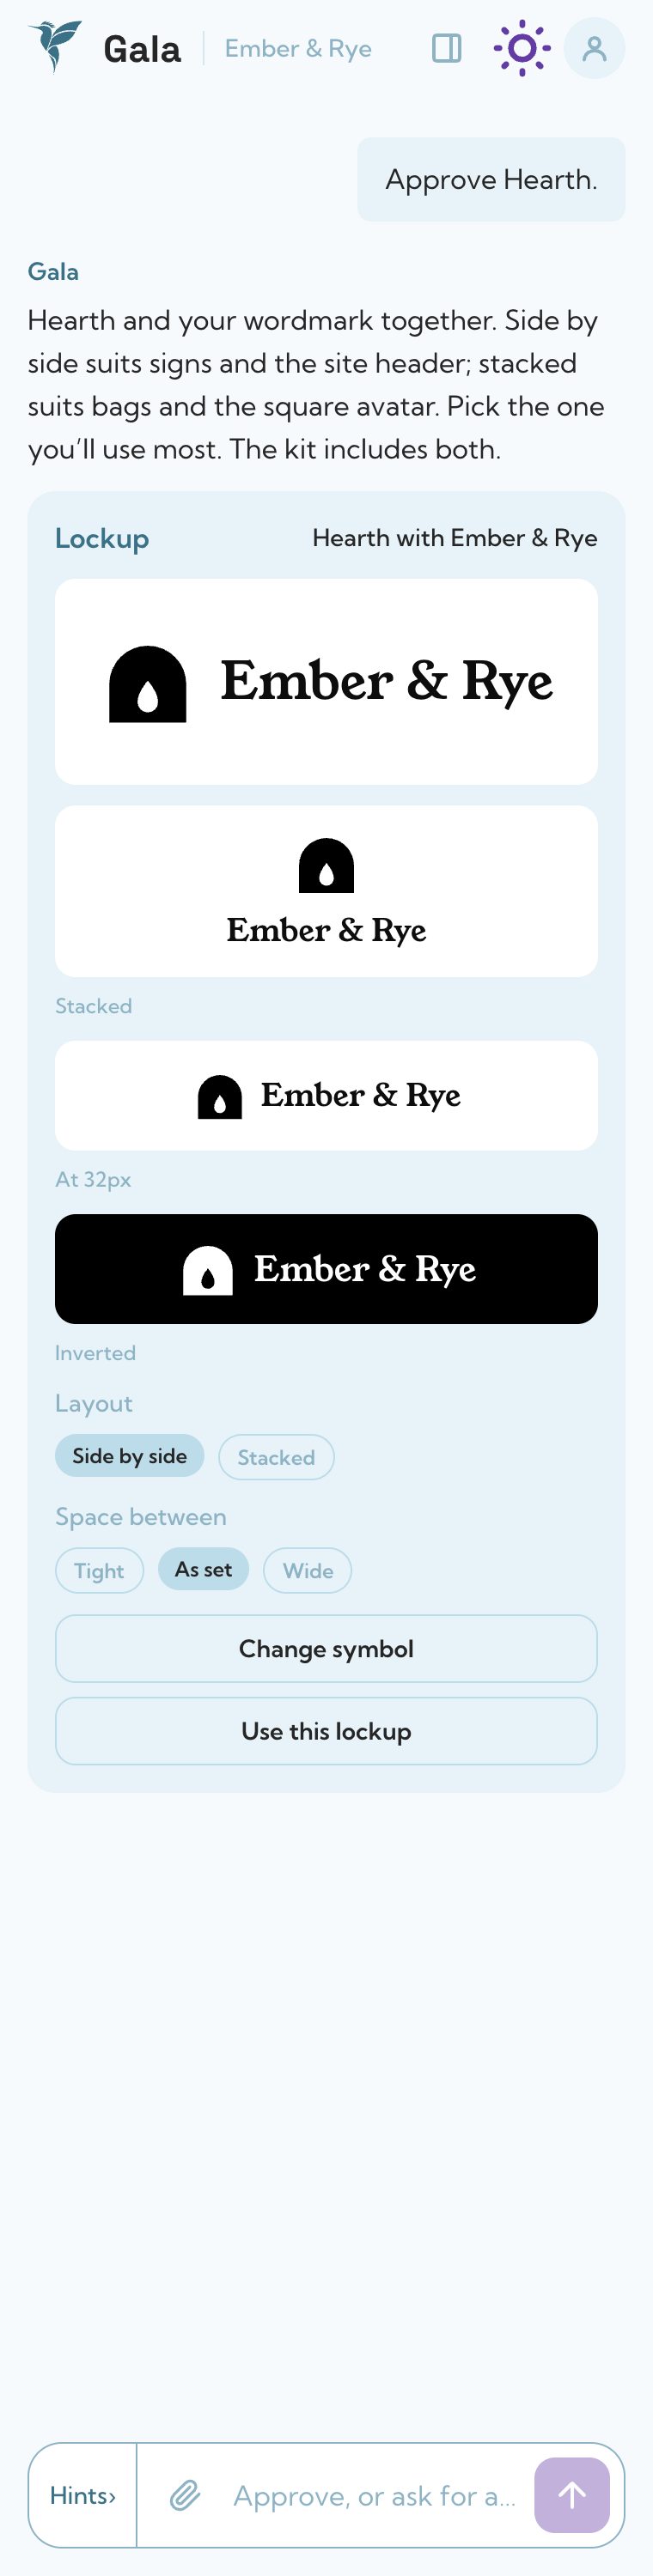 Gala
Ember & Rye
Approve Hearth.
Gala
Hearth and your wordmark together. Side by
side suits signs and the site header; stacked
suits bags and the square avatar. Pick the one
you’ll use most. The kit includes both.
Lockup
Hearth with Ember & Rye
Ember & Rye
Ember & Rye
Stacked
Ember & Rye
At 32px
Ember & Rye
Inverted
Layout
Side by side
Stacked
Space between
Tight
As set
Wide
Change symbol
Use this lockup
Hints›
Approve, or ask for a...